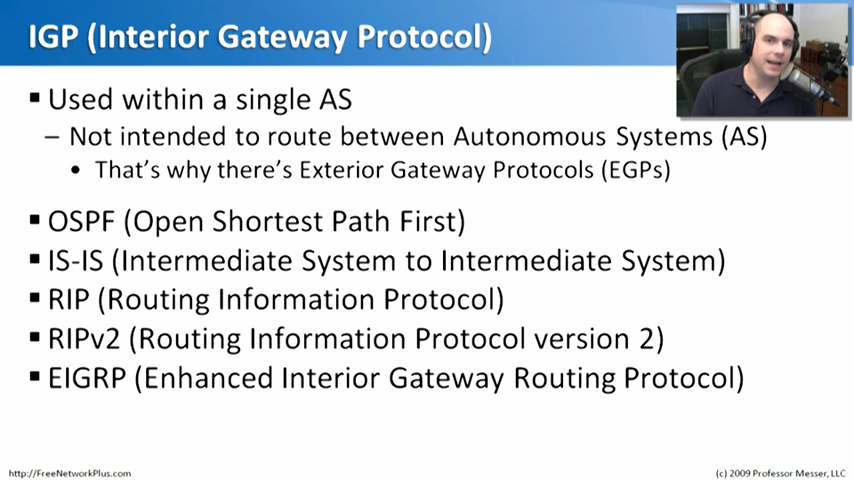 IGP (Interior Gateway Protocol)
Used within a single AS
– Not intended to route between Autonomous Systems (AS)
• That's why there's Exterior Gateway Protocols (EGPs)
OSPF (Open Shortest Path First)
IS-IS (Intermediate System to Intermediate System)
RIP (Routing Information Protocol)
RIPv2 (Routing Information Protocol version 2)
EIGRP (Enhanced Interior Gateway Routing Protocol)
http://FreeNetworkPlus.com
(c) 2009 Professor Messer, LLC